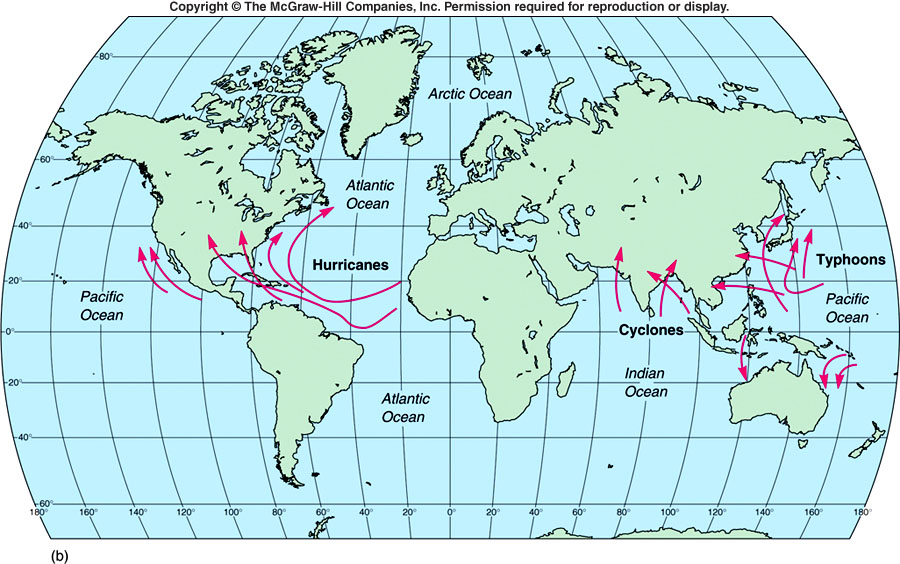 Copyright © The McGraw-Hill Companies, Inc. Permission required for reproduction or display.
80°
Arctic Ocean
60°
Atlantic
Ocean
40°
Hurricanes
Typhoons
20°
Pacific
Ocean
Pacific
Ocean
Cyclones
0°
Indian
Ocean
20°
Atlantic
Ocean
40°
60°
180° 160° 140° 120° 100° 80° 60° 40° 20° 0° 20° 40° 60° 80° 100° 120° 140° 160° 180°
(b)